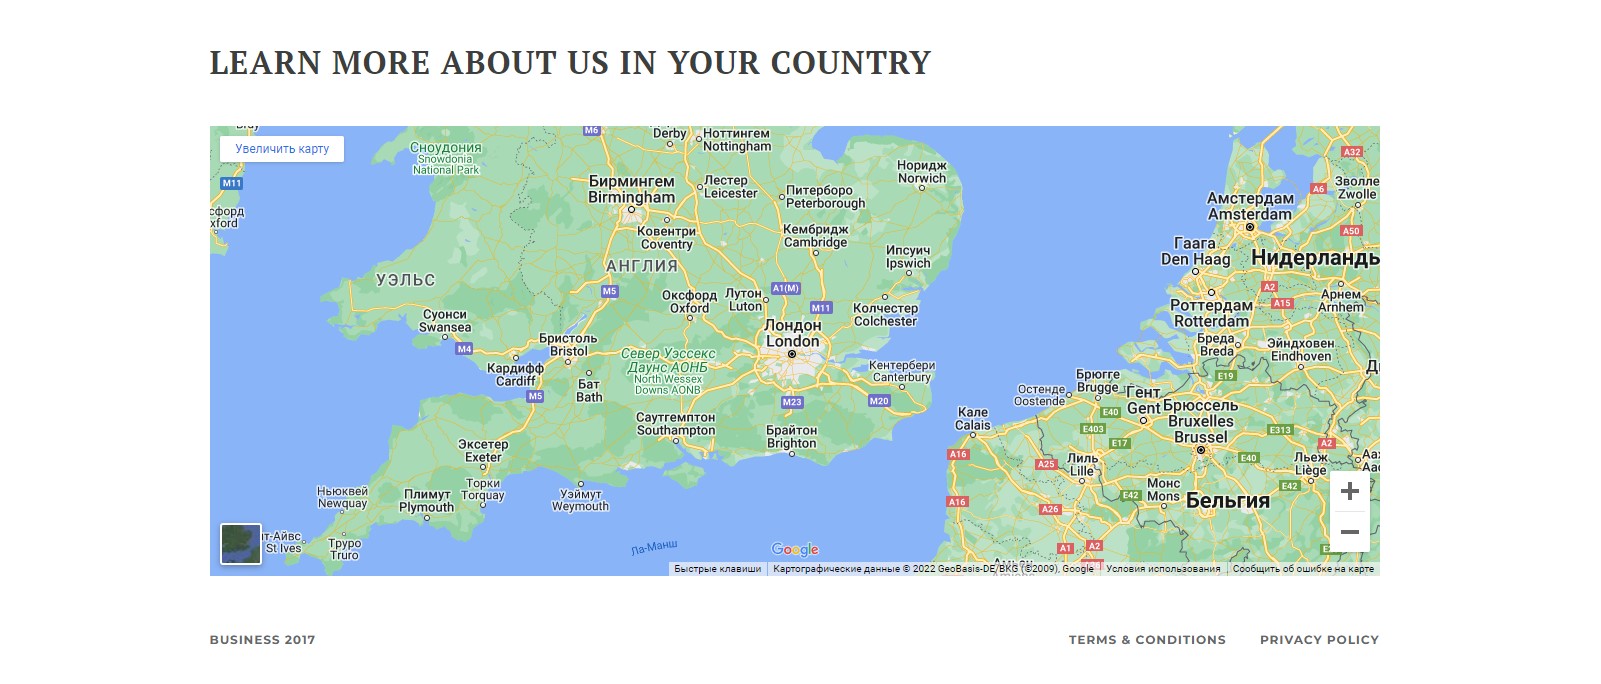 LEARN MORE ABOUT US IN YOUR COUNTRY
Увеличить карту
M6
Derby
Ноттингем
Nottingham
Сноудония
Snowdonia
National Park
A32
M11
Норидж
Norwich
Бирмингем
Birmingham
Лестер
Leicester
Питерборо
Peterborough
A6
Зволле
Zwolle
Амстердам
Amsterdam
сфорд
xford
Ковентри
Coventry
Кембридж
Cambridge
A50
Ипсуич
Ipswich
Гаага
Den Haag
Нидерланды
УЭЛЬС
АНГЛИЯ
M5
Оксфорд
Oxford
Лутон
Luton
A1(M)
M11
Колчестер
Colchester
A2
A15
Арнем
Arnhem
Роттердам
Rotterdam
Суонси
Swansea
Лондон
London
M4
Бристоль
Bristol
Бреда
Breda
Эйндховен
Eindhoven
Север Уэссекс
Даунс АОНБ
North Wessex
Downs AONB
Кардифф
Cardiff
Бат
Bath
Кентербери
Canterbury
E19
M5
M23
M20
Остенде
Oostende
Брюгге
Brugge
Гент
Gent
Брюссель
Bruxelles
Brussel
Кале
Calais
E40
E403
E17
E313
Саутгемптон
Southampton
Брайтон
Brighton
Эксетер
Exeter
A16
A25
Лиль
Lille
E40
A2
Льеж
Liège
Торки
Torquay
Ньюквей
Newquay
Плимут
Plymouth
Уэймут
Weymouth
A16
A26
E42
Монс
Mons
Бельгия
E42
т-Айвс
St Ives
Труро
Truro
Ла-Манш
Google
A1
A2
Быстрые клавиши
Картографические данные © 2022 GeoBasis-DE/BKG (©2009), Google
Условия использования
Сообщить об ошибке на карте
BUSINESS 2017
TERMS & CONDITIONS
PRIVACY POLICY